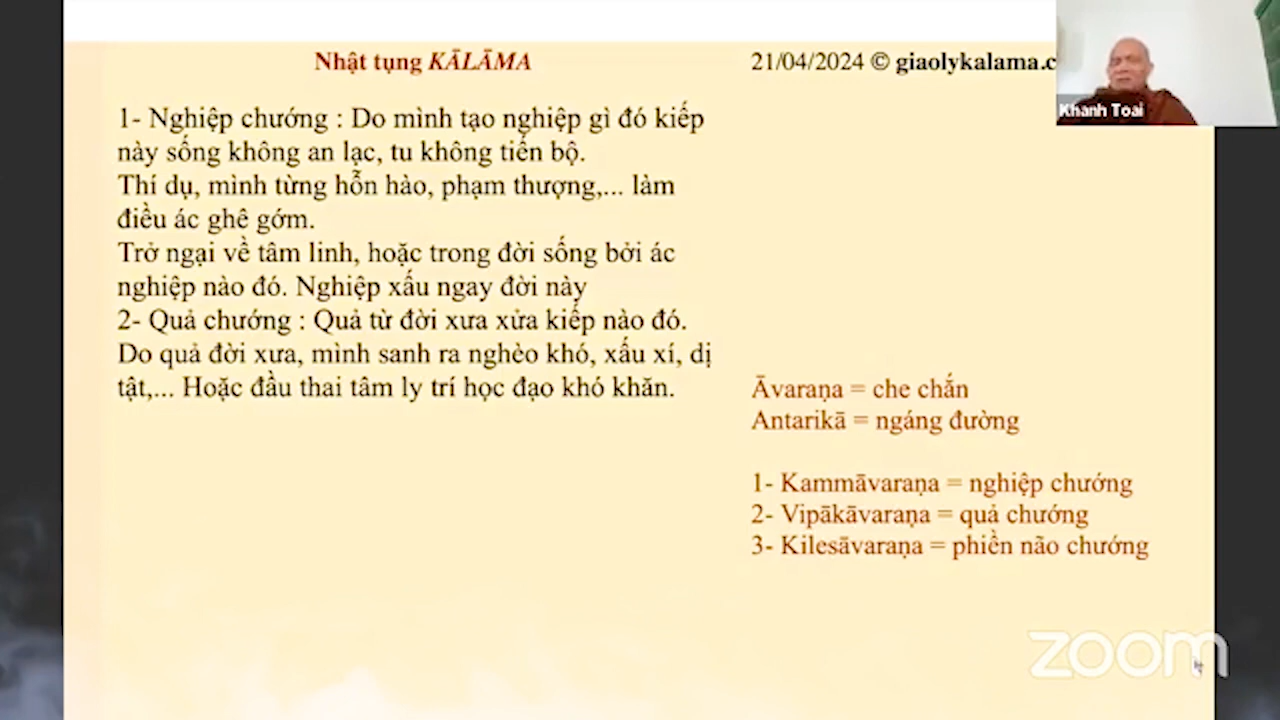 Nhật tụng KĀLĀMA
21/04/2024 © giaolykalama.c
Khanh Toai
1- Nghiệp chướng : Do mình tạo nghiệp gì đó kiếp
này sống không an lạc, tu không tiến bộ.
Thí dụ, mình từng hỗn hào, phạm thượng,... làm
điều ác ghê gớm.
Trở ngại về tâm linh, hoặc trong đời sống bởi ác
nghiệp nào đó. Nghiệp xấu ngay đời này
2- Quả chướng : Quả từ đời xưa xửa kiếp nào đó.
Do quả đời xưa, mình sanh ra nghèo khó, xấu xí, dị
tật,... Hoặc đầu thai tâm ly trí học đạo khó khăn.
Āvaraṇa = che chắn
Antarikā = ngáng đường
1- Kammāvaraṇa = nghiệp chướng
2- Vipākāvaraṇa = quả chướng
3- Kilesāvaraṇa = phiền não chướng
zoom